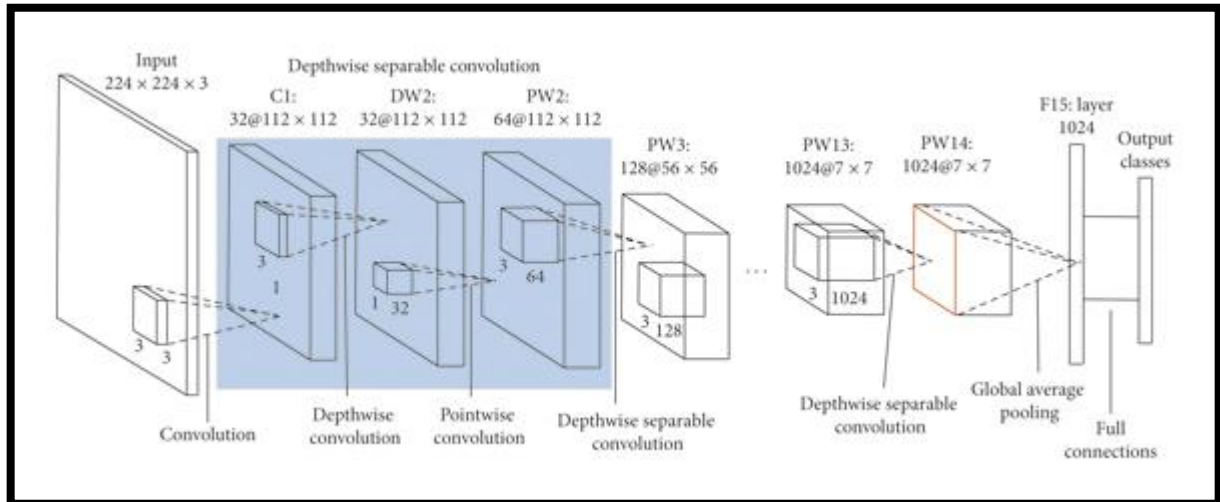 Input
224 × 224 × 3
Depthwise separable convolution
C1:
32@112 × 112
DW2:
32@112 × 112
PW2:
64@112 × 112
PW3:
128@56 × 56
PW13:
1024@7 × 7
PW14:
1024@7 × 7
F15: layer
1024
Output
classes
3
3
3
1
1
32
3
64
3
128
...
3
1024
Convolution
Depthwise
convolution
Pointwise
convolution
Depthwise separable
convolution
Depthwise separable
convolution
Global average
pooling
Full
connections